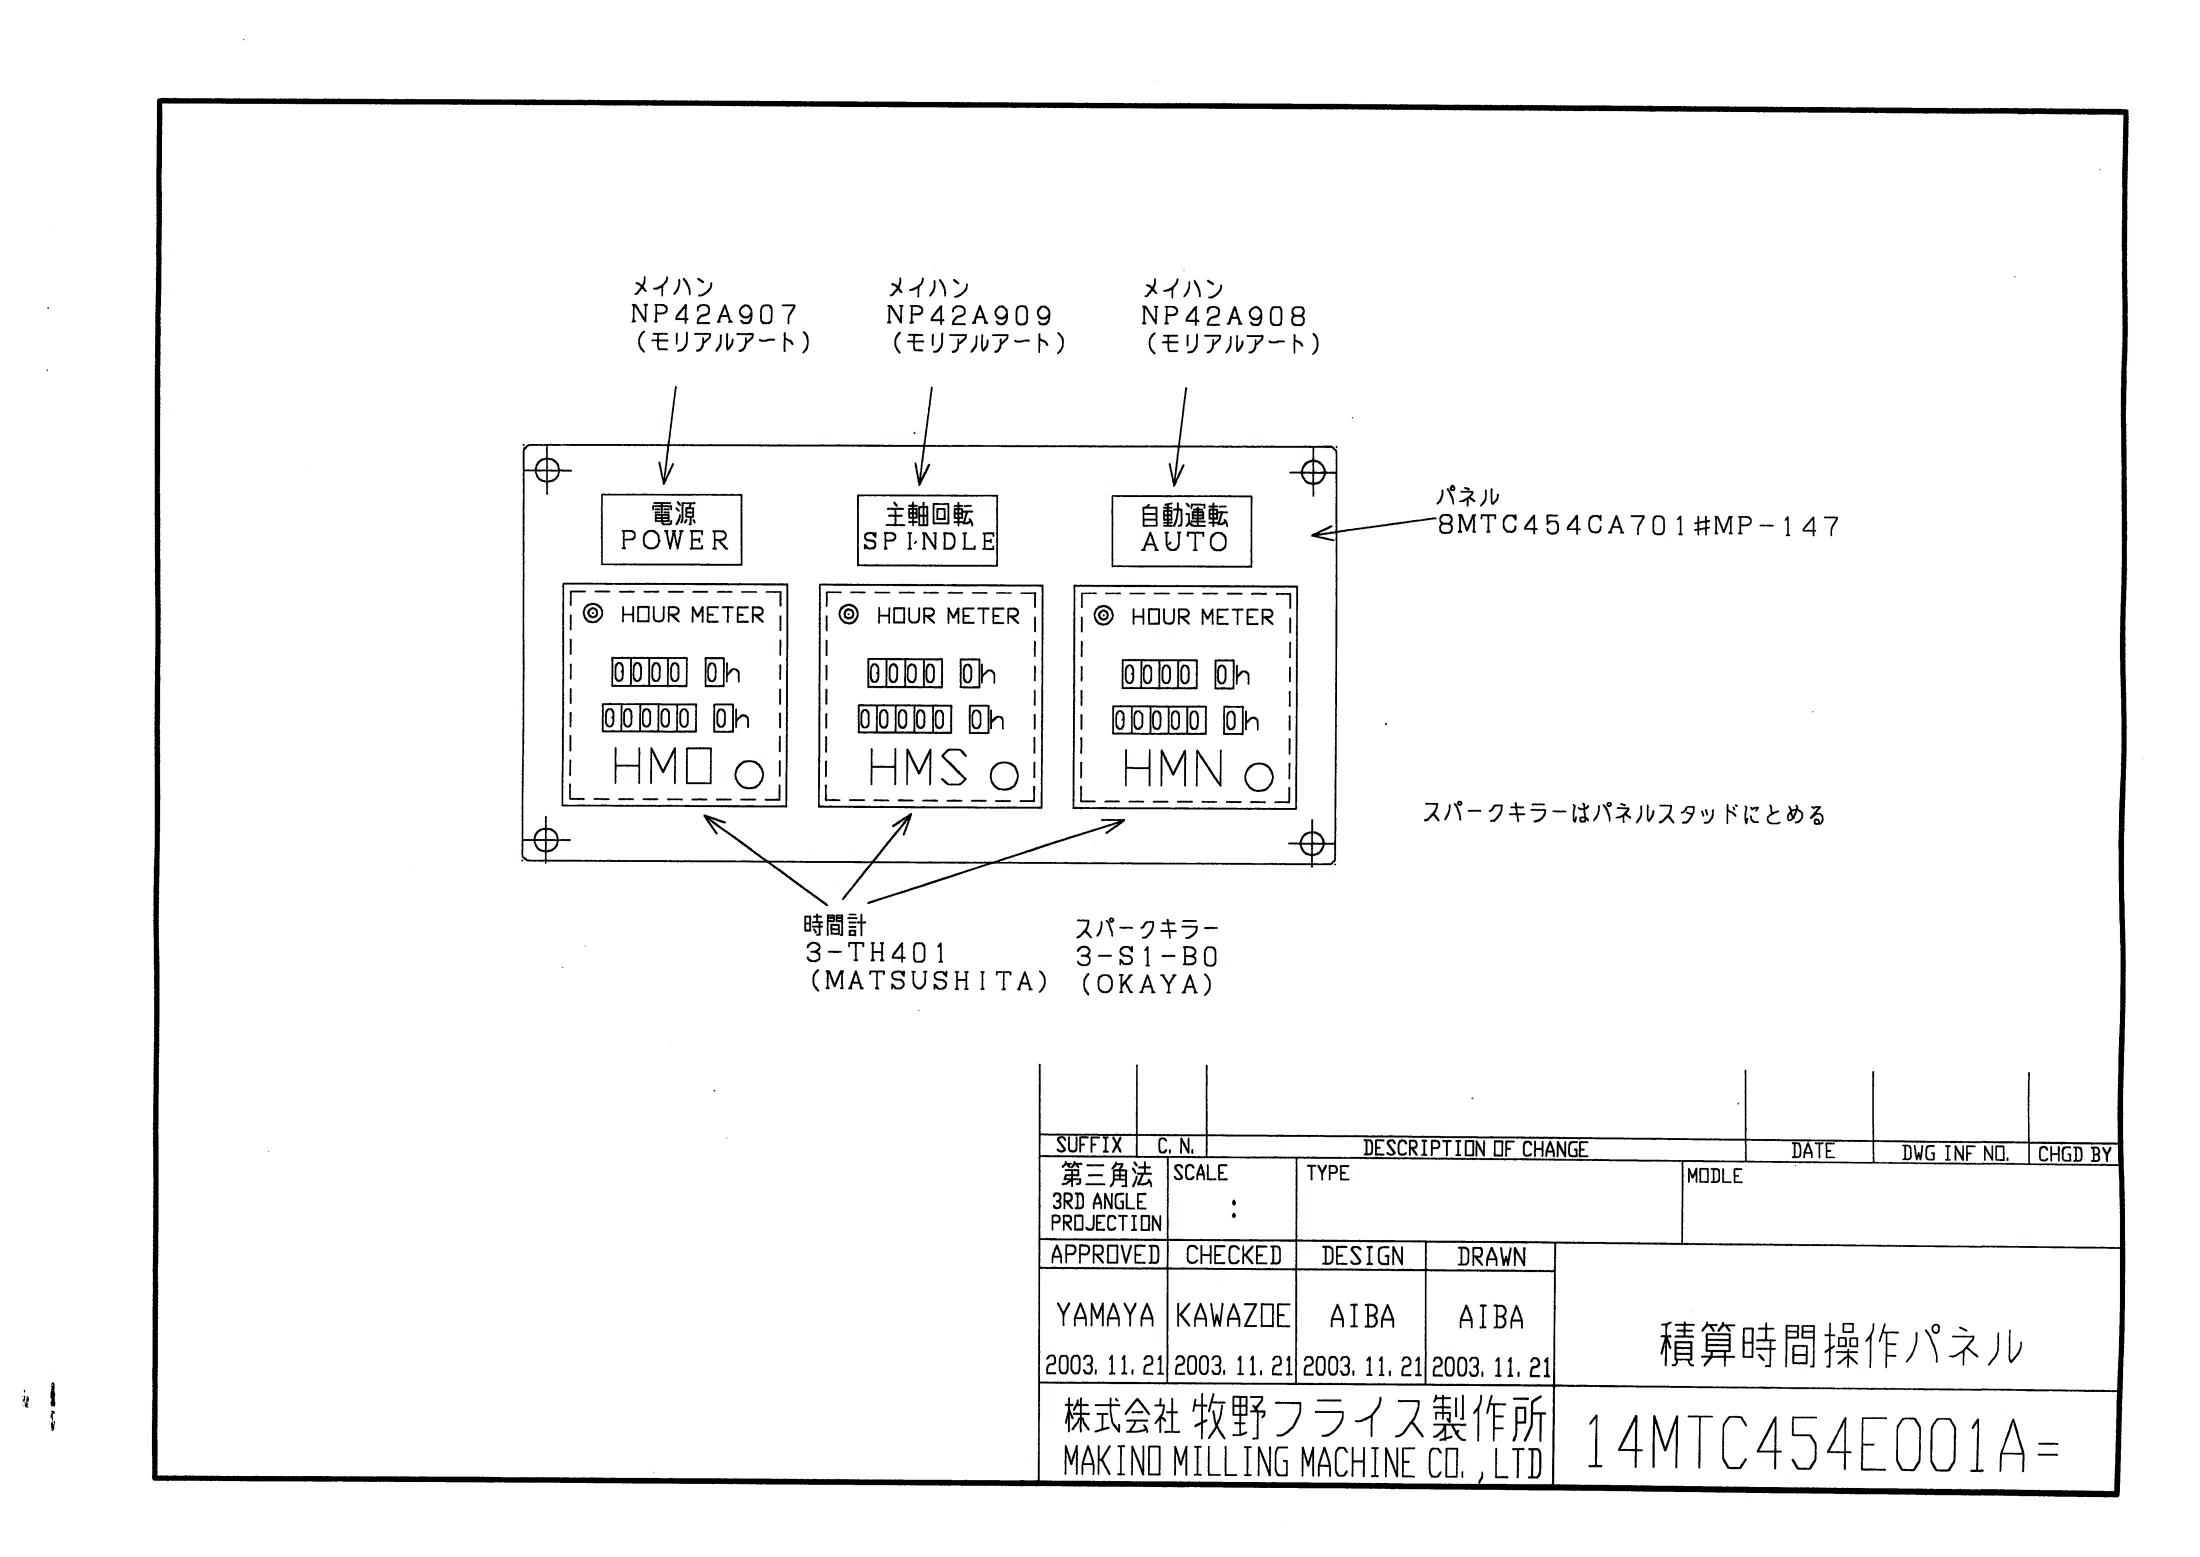 メイハン
NP42A907
(モリアルアート)
メイハン
NP42A909
(モリアルアート)
メイハン
NP42A908
(モリアルアート)
電源
POWER
主軸回転
SPINDLE
自動運転
AUTO
パネル
8MTC454CA701#MP-147
HOUR METER
0000 0h
00000 0h
HMO
HOUR METER
0000 0h
00000 0h
HMS
HOUR METER
0000 0h
00000 0h
HMN
スパークキラーはパネルスタッドにとめる
時間計
3-TH401
(MATSUSHITA)
スパークキラー
3-S1-B0
(OKAYA)
SUFFIX C. N. DESCRIPTION OF CHANGE DATE DWG INF NO. CHGD BY
第三角法
3RD ANGLE
PROJECTION
SCALE
:
TYPE
MODLE
APPROVED CHECKED DESIGN DRAWN
YAMAYA KAWAZOE AIBA AIBA
2003. 11. 21 2003. 11. 21 2003. 11. 21 2003. 11. 21
積算時間操作パネル
株式会社 牧野フライス製作所
MAKINO MILLING MACHINE CO., LTD
14MTC454E001A=